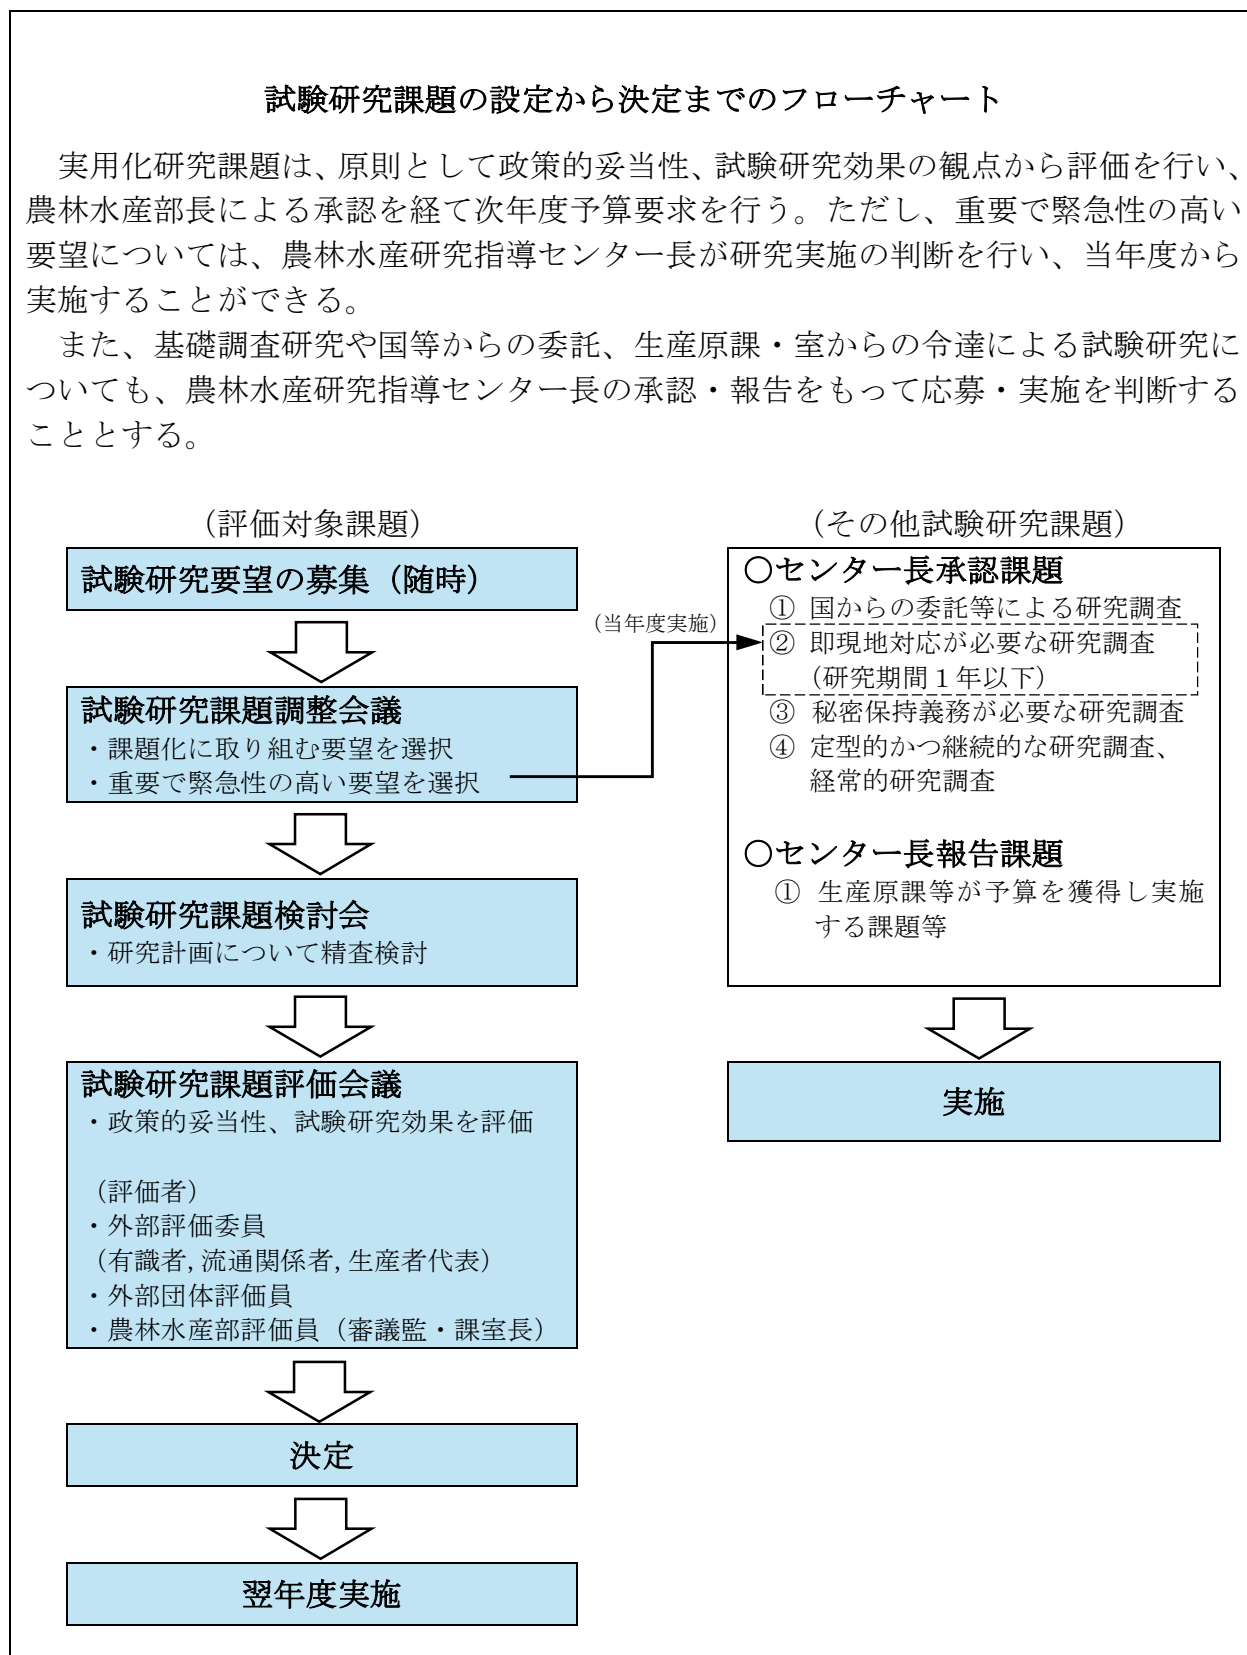 試験研究課題の設定から決定までのフローチャート
実用化研究課題は、原則として政策的妥当性、試験研究効果の観点から評価を行い、
農林水産部長による承認を経て次年度予算要求を行う。ただし、重要で緊急性の高い
要望については、農林水産研究指導センター長が研究実施の判断を行い、当年度から
実施することができる。
また、基礎調査研究や国等からの委託、生産原課・室からの令達による試験研究に
ついても、農林水産研究指導センター長の承認・報告をもって応募・実施を判断する
こととする。
（評価対象課題）
試験研究要望の募集（随時）
試験研究課題調整会議
・課題化に取り組む要望を選択
・重要で緊急性の高い要望を選択
試験研究課題検討会
・研究計画について精査検討
試験研究課題評価会議
・政策的妥当性、試験研究効果を評価
（評価者）
・外部評価委員
（有識者,流通関係者,生産者代表）
・外部団体評価員
・農林水産部評価員（審議監・課室長）
決定
翌年度実施
（当年度実施）
（その他試験研究課題）
〇センター長承認課題
① 国からの委託等による研究調査
② 即現地対応が必要な研究調査
（研究期間１年以下）
③ 秘密保持義務が必要な研究調査
④ 定型的かつ継続的な研究調査、
経常的研究調査
〇センター長報告課題
① 生産原課等が予算を獲得し実施
する課題等
実施